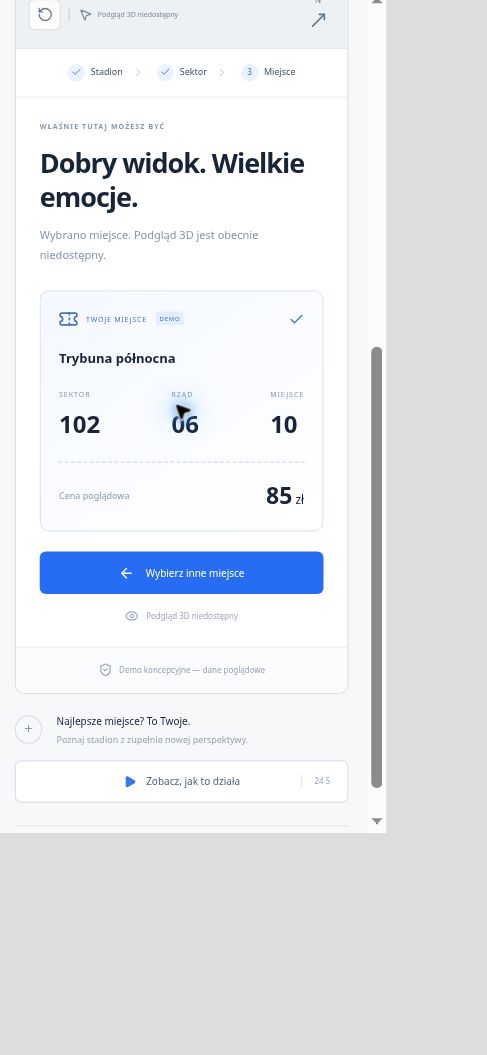 N
Podgląd 3D niedostępny
Stadion
Sektor
3 Miejsce
WŁAŚNIE TUTAJ MOŻESZ BYĆ
Dobry widok. Wielkie
emocje.
Wybrano miejsce. Podgląd 3D jest obecnie
niedostępny.
TWOJE MIEJSCE DEMO
Trybuna północna
SEKTOR RZĄD MIEJSCE
102 06 10
Cena poglądowa 85 zł
Wybierz inne miejsce
Podgląd 3D niedostępny
Demo koncepcyjne — dane poglądowe
Najlepsze miejsce? To Twoje.
Poznaj stadion z zupełnie nowej perspektywy.
Zobacz, jak to działa 24 S